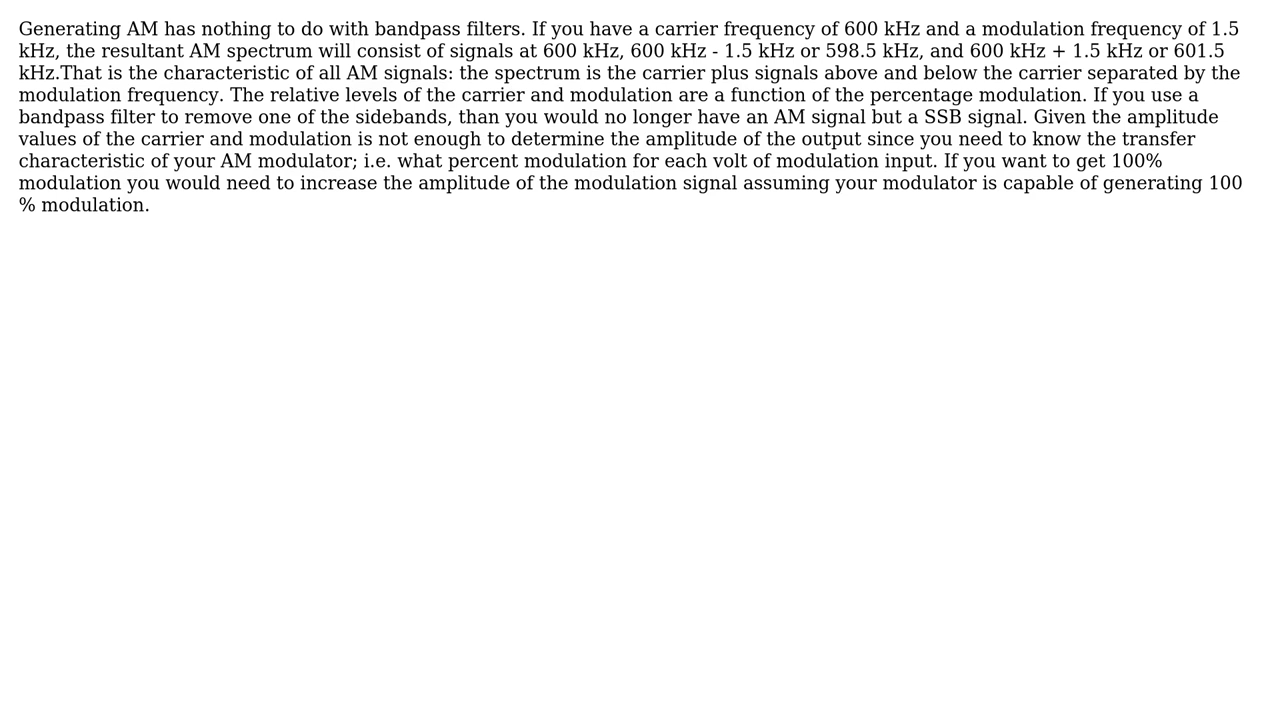 Generating AM has nothing to do with bandpass filters. If you have a carrier frequency of 600 kHz and a modulation frequency of 1.5
kHz, the resultant AM spectrum will consist of signals at 600 kHz, 600 kHz - 1.5 kHz or 598.5 kHz, and 600 kHz + 1.5 kHz or 601.5
kHz.That is the characteristic of all AM signals: the spectrum is the carrier plus signals above and below the carrier separated by the
modulation frequency. The relative levels of the carrier and modulation are a function of the percentage modulation. If you use a
bandpass filter to remove one of the sidebands, than you would no longer have an AM signal but a SSB signal. Given the amplitude
values of the carrier and modulation is not enough to determine the amplitude of the output since you need to know the transfer
characteristic of your AM modulator; i.e. what percent modulation for each volt of modulation input. If you want to get 100%
modulation you would need to increase the amplitude of the modulation signal assuming your modulator is capable of generating 100
% modulation.